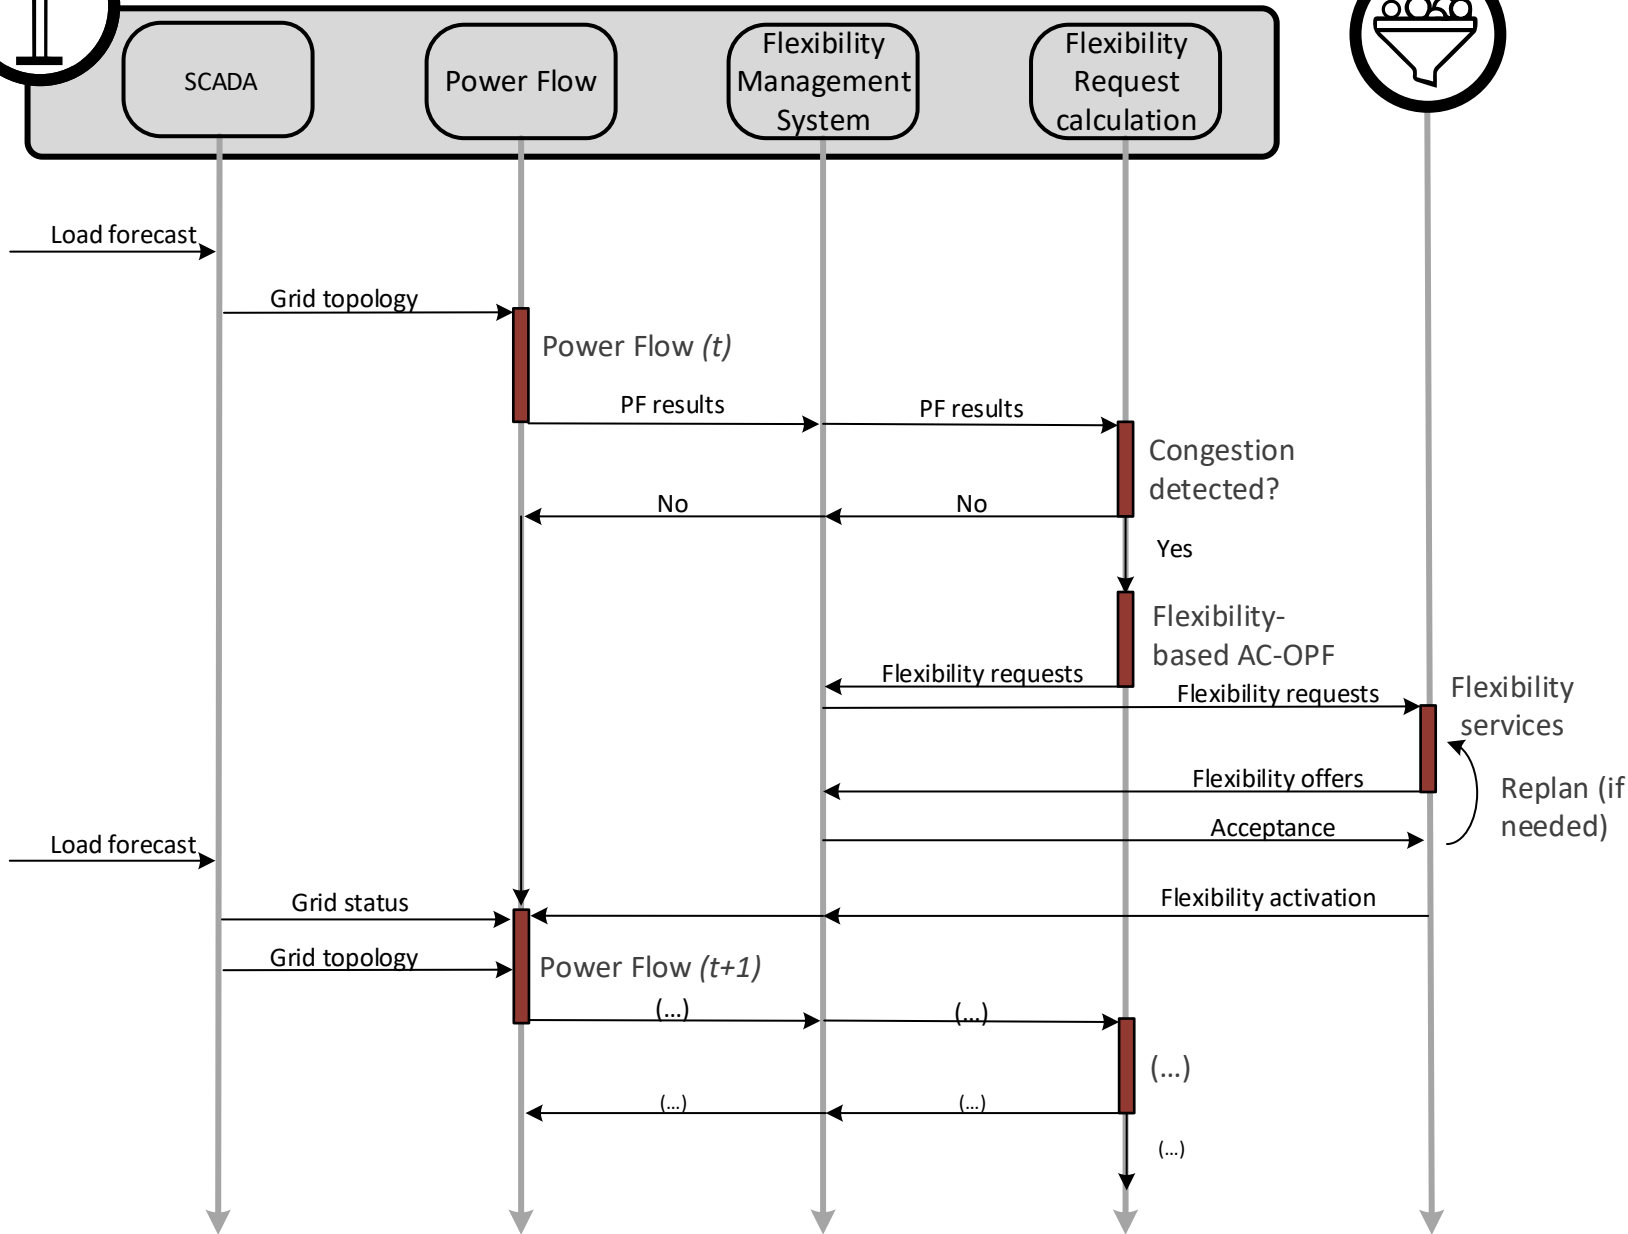 SCADA
Power Flow
Flexibility
Management
System
Flexibility
Request
calculation
Load forecast
Grid topology
Power Flow (t)
PF results
PF results
Congestion
detected?
No
No
Yes
Flexibility-
based AC-OPF
Flexibility requests
Flexibility requests
Flexibility
services
Flexibility offers
Replan (if
needed)
Acceptance
Load forecast
Grid status
Flexibility activation
Grid topology
Power Flow (t+1)
(...)
(...)
(...)
(...)
(...)
(...)